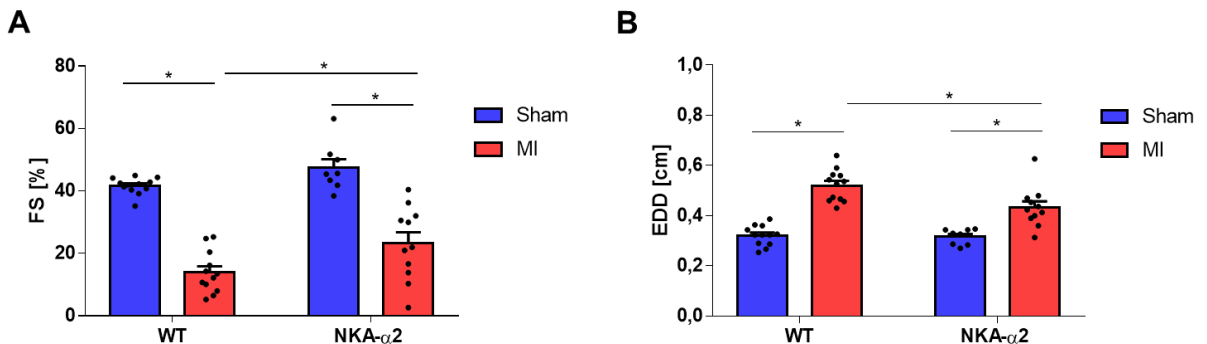 A
FS [%]
80
60
40
20
0
*
*
*
WT
NKA-α2
Sham
MI
B
EDD [cm]
1,0
0,8
0,6
0,4
0,2
0,0
*
*
*
WT
NKA-α2
Sham
MI